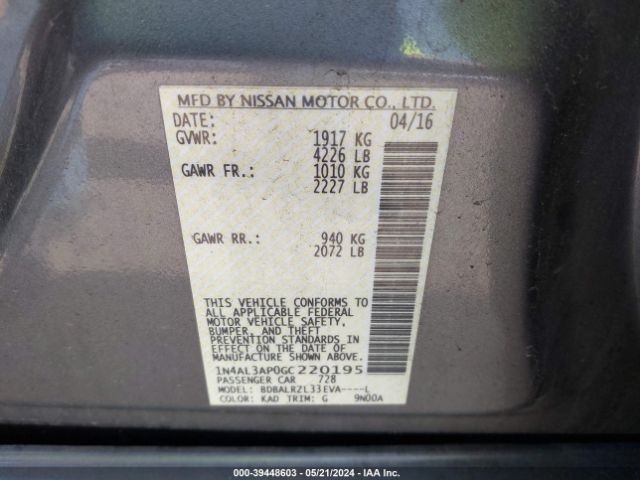 MFD BY NISSAN MOTOR CO., LTD.
DATE: 04/16
GVWR: 1917 KG
4226 LB
GAWR FR.: 1010 KG
2227 LB
GAWR RR.: 940 KG
2072 LB
THIS VEHICLE CONFORMS TO
ALL APPLICABLE FEDERAL
MOTOR VEHICLE SAFETY,
BUMPER, AND THEFT
PREVENTION STANDARDS IN
EFFECT ON THE DATE OF
MANUFACTURE SHOWN ABOVE.
1N4AL3AP0GC220195
PASSENGER CAR 728
MODEL: BDBALRZL33EVA----L
COLOR: KAD TRIM: G 9N00A
000-39448603 - 05/21/2024 - IAA Inc.